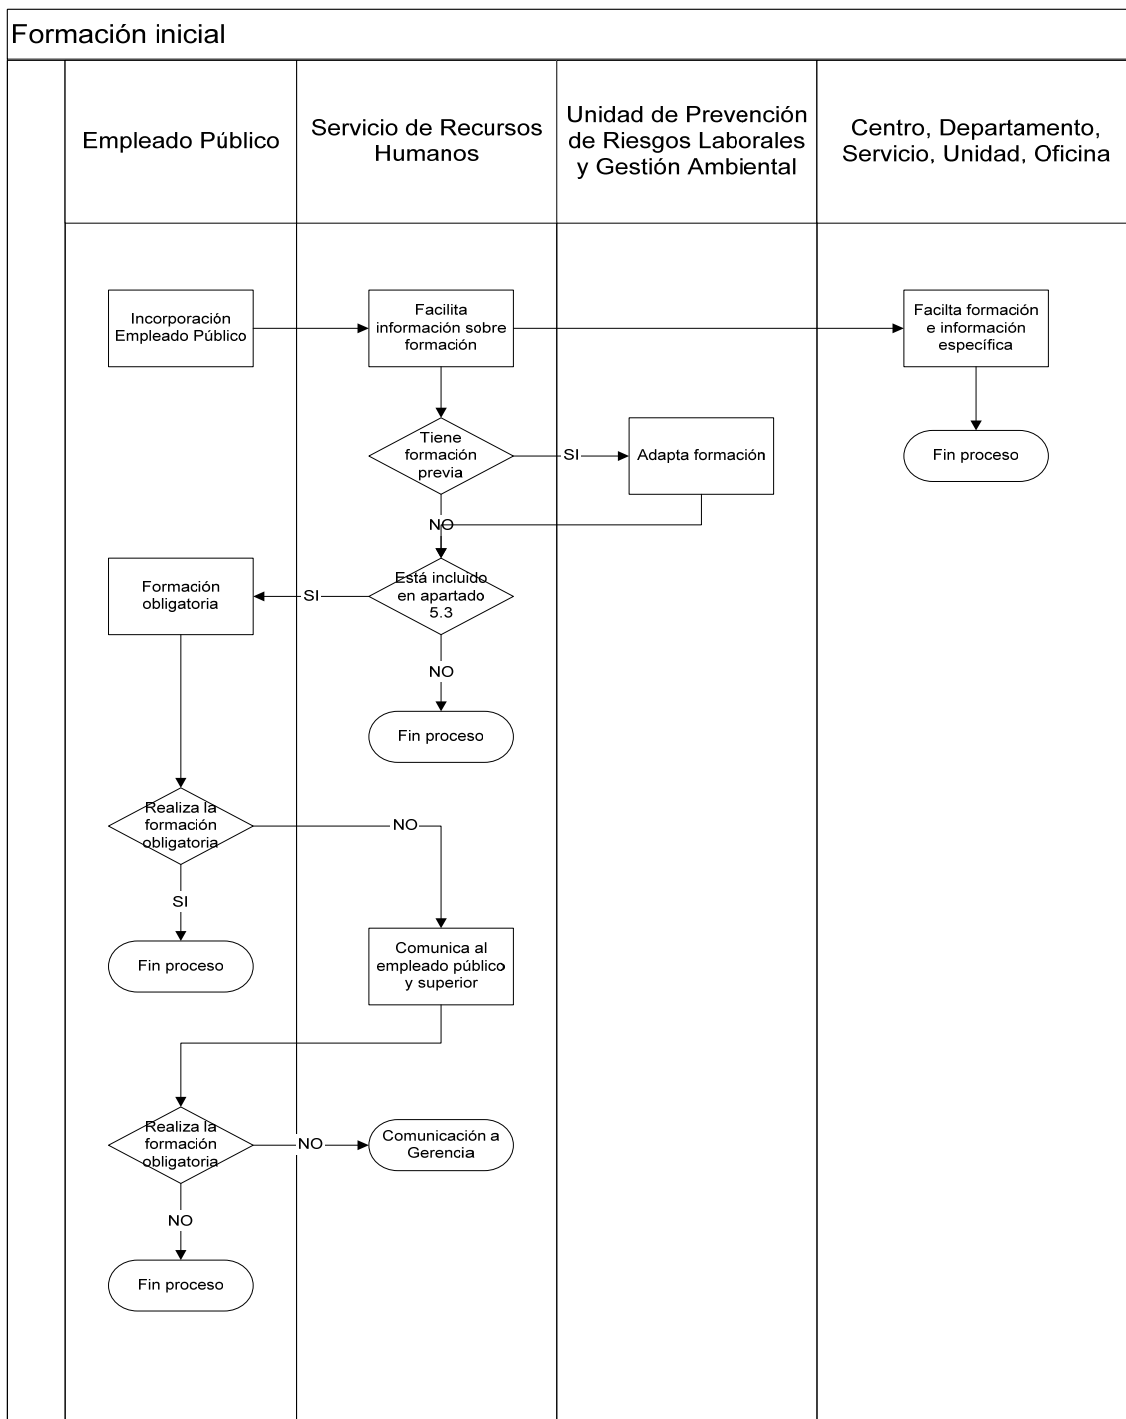 Formación inicial
Empleado Público
Servicio de Recursos
Humanos
Unidad de Prevención
de Riesgos Laborales
y Gestión Ambiental
Centro, Departamento,
Servicio, Unidad, Oficina
Incorporación
Empleado Público
Facilita
información sobre
formación
Facilta formación
e información
específica
Tiene
formación
previa
SI
Adapta formación
Fin proceso
NO
Formación
obligatoria
SI
Está incluido
en apartado
5.3
NO
Fin proceso
Realiza la
formación
obligatoria
NO
SI
Fin proceso
Comunica al
empleado público
y superior
Realiza la
formación
obligatoria
NO
Comunicación a
Gerencia
NO
Fin proceso